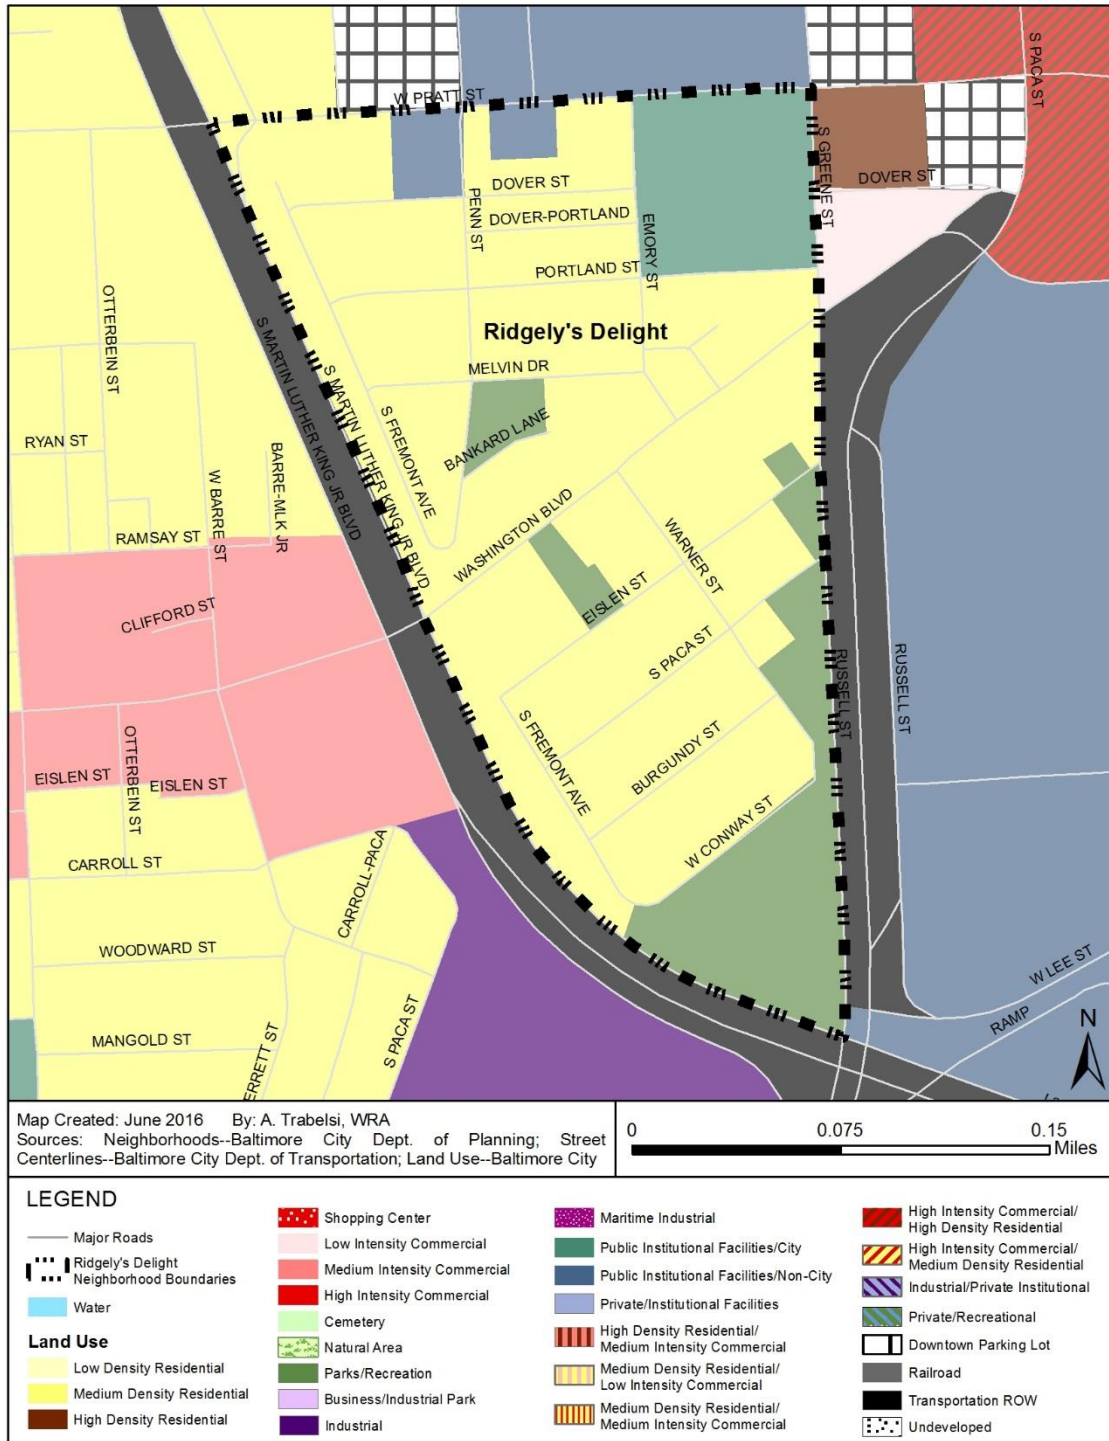 S PACA ST
W PRATT ST
S GREENE ST
DOVER ST
DOVER ST
PENN ST
DOVER-PORTLAND
EMORY ST
PORTLAND ST
OTTERBEIN ST
Ridgely's Delight
S MARTIN LUTHER KING JR BLVD
S MARTIN LUTHER KING JR BLVD
MELVIN DR
S FREMONT AVE
BANKARD LANE
RYAN ST
BARRE-MLK JR
W BARRE ST
WASHINGTON BLVD
WARNER ST
RAMSAY ST
EISLEN ST
CLIFFORD ST
S PACA ST
RUSSELL ST
RUSSELL ST
S FREMONT AVE
BURGUNDY ST
OTTERBEIN ST
EISLEN ST
EISLEN ST
W CONWAY ST
CARROLL ST
CARROLL-PACA
WOODWARD ST
W LEE ST
RAMP
N
MANGOLD ST
S PACA ST
ERRETT ST
Map Created: June 2016 By: A. Trabelsi, WRA
Sources: Neighborhoods--Baltimore City Dept. of Planning; Street
Centerlines--Baltimore City Dept. of Transportation; Land Use--Baltimore City
0 0.075 0.15
Miles
LEGEND
Major Roads
Ridgely's Delight
Neighborhood Boundaries
Water
Land Use
Low Density Residential
Medium Density Residential
High Density Residential
Shopping Center
Low Intensity Commercial
Medium Intensity Commercial
High Intensity Commercial
Cemetery
Natural Area
Parks/Recreation
Business/Industrial Park
Industrial
Maritime Industrial
Public Institutional Facilities/City
Public Institutional Facilities/Non-City
Private/Institutional Facilities
High Density Residential/
Medium Intensity Commercial
Medium Density Residential/
Low Intensity Commercial
Medium Density Residential/
Medium Intensity Commercial
High Intensity Commercial/
High Density Residential
High Intensity Commercial/
Medium Density Residential
Industrial/Private Institutional
Private/Recreational
Downtown Parking Lot
Railroad
Transportation ROW
Undeveloped